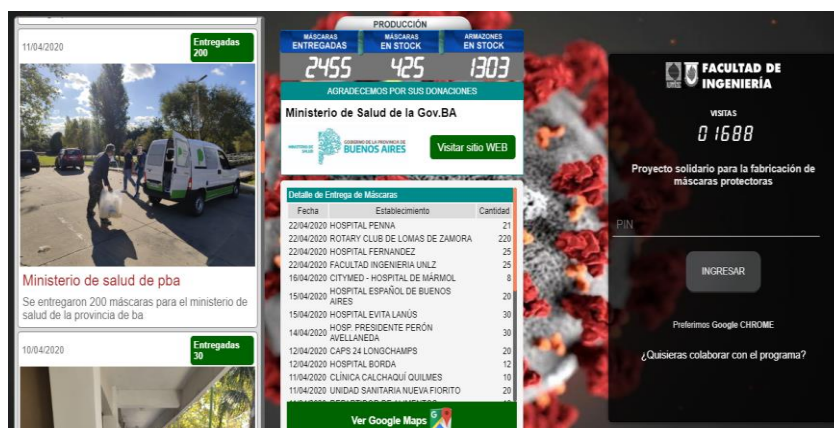 11/04/2020
Entregadas
200
Ministerio de salud de pba
Se entregaron 200 máscaras para el ministerio de
salud de la provincia de ba
10/04/2020
Entregadas
30
PRODUCCIÓN
MÁSCARAS
ENTREGADAS
MÁSCARAS
EN STOCK
ARMAZONES
EN STOCK
2455
425
1303
AGRADECEMOS POR SUS DONACIONES
Ministerio de Salud de la Gov.BA
MINISTERIO DE
SALUD
GOBIERNO DE LA PROVINCIA DE
BUENOS AIRES
Visitar sitio WEB
Detalle de Entrega de Máscaras
Fecha Establecimiento Cantidad
22/04/2020 HOSPITAL PENNA 21
22/04/2020 ROTARY CLUB DE LOMAS DE ZAMORA 220
22/04/2020 HOSPITAL FERNANDEZ 25
22/04/2020 FACULTAD INGENIERIA UNLZ 25
16/04/2020 CITYMED - HOSPITAL DE MÁRMOL 8
15/04/2020 HOSPITAL ESPAÑOL DE BUENOS
AIRES 20
15/04/2020 HOSPITAL EVITA LANÚS 30
14/04/2020 HOSP. PRESIDENTE PERÓN
AVELLANEDA 30
12/04/2020 CAPS 24 LONGCHAMPS 20
12/04/2020 HOSPITAL BORDA 12
11/04/2020 CLÍNICA CALCHAQUÍ QUILMES 10
11/04/2020 UNIDAD SANITARIA NUEVA FIORITO 20
Ver Google Maps
FACULTAD DE
INGENIERÍA
VISITAS
01688
Proyecto solidario para la fabricación de
máscaras protectoras
PIN
INGRESAR
Preferimos Google CHROME
¿Quisieras colaborar con el programa?